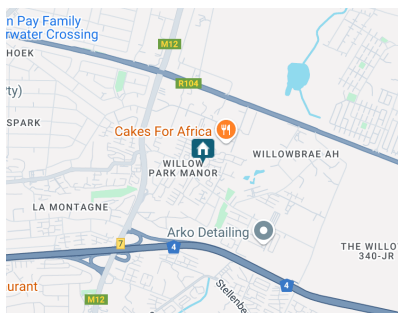 n Pay Family
rwater Crossing
HOEK
M12
R104
ty)
SPARK
Cakes For Africa
WILLOW
PARK MANOR
WILLOWBRAE AH
LA MONTAGNE
Arko Detailing
7
4
THE WILLO
340-JR
urant
4
M12
Stellenbe